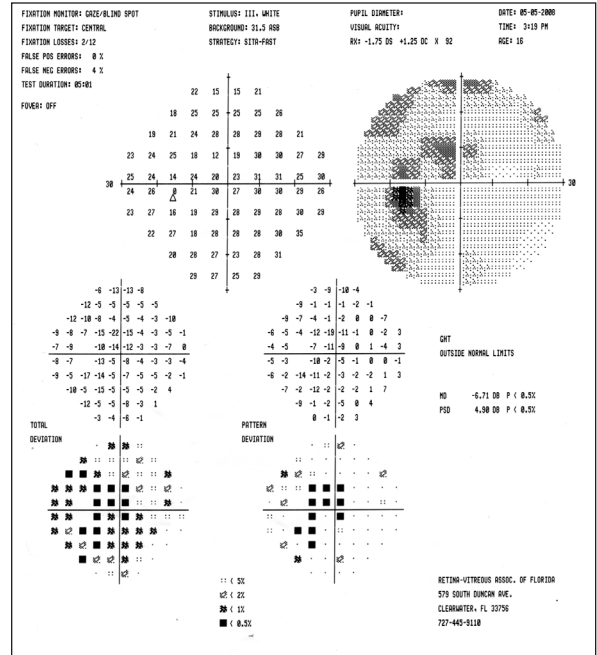 FIXATION MONITOR: GAZE/BLIND SPOT
FIXATION TARGET: CENTRAL
FIXATION LOSSES: 2/12
FALSE POS ERRORS: 0 %
FALSE NEG ERRORS: 4 %
TEST DURATION: 05:01
FOVEA: OFF
STIMULUS: III, WHITE
BACKGROUND: 31.5 ASB
STRATEGY: SITA-FAST
PUPIL DIAMETER:
VISUAL ACUITY:
RX: -1.75 DS +1.25 DC X 92
DATE: 05-05-2008
TIME: 3:19 PM
AGE: 16
22 15 15 21
18 25 25 25 25 26
19 21 24 28 28 29 28 21
23 24 25 18 12 19 30 30 27 29
25 24 14 24 20 23 31 31 25 30
30 30
24 26 0 21 30 27 30 30 29 26
23 27 16 19 29 28 29 28 30 29
22 27 18 28 28 28 30 35
20 28 27 23 28 31
29 27 25 29
-6 -13 -13 -8
-12 -5 -5 -5 -5 -5
-12 -10 -8 -4 -5 -4 -3 -10
-9 -8 -7 -15 -22 -15 -4 -3 -5 -1
-7 -9 -10 -14 -12 -3 -3 -7 0
-8 -7 -13 -5 -8 -4 -3 -3 -4
-9 -5 -17 -14 -5 -7 -5 -5 -2 -1
-10 -5 -15 -5 -5 -5 -2 4
-12 -5 -5 -8 -3 1
-3 -4 -6 -1
TOTAL
DEVIATION
-3 -9 -10 -4
-9 -1 -1 -1 -2 -1
-9 -7 -4 -1 -2 0 0 -7
-6 -5 -4 -12 -19 -11 -1 0 -2 3
-4 -5 -7 -11 -9 0 1 -4 3
-5 -3 -10 -2 -5 -1 0 0 -1
-6 -2 -14 -11 -2 -3 -2 -2 1 3
-7 -2 -12 -2 -2 -2 1 7
-9 -1 -2 -5 0 4
0 -1 -2 3
PATTERN
DEVIATION
GHT
OUTSIDE NORMAL LIMITS
MD -6.71 DB P < 0.5%
PSD 4.90 DB P < 0.5%
< 5%
< 2%
< 1%
< 0.5%
RETINA-VITREOUS ASSOC. OF FLORIDA
579 SOUTH DUNCAN AVE.
CLEARWATER, FL 33756
727-445-9110